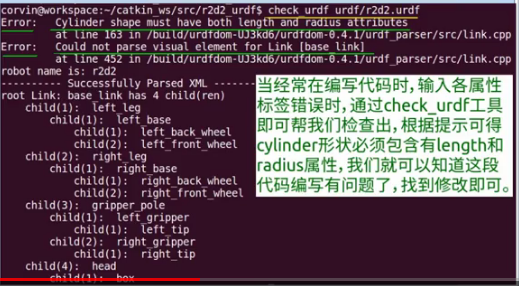 corvin@workspace:~/catkin_ws/src/r2d2_urdf$ check_urdf urdf/r2d2.urdf
Error:   Cylinder shape must have both length and radius attributes
at line 163 in /build/urdfdom-UJ3kd6/urdfdom-0.4.1/urdf_parser/src/link.cpp
Error:   Could not parse visual element for Link [base_link]
at line 452 in /build/urdfdom-UJ3kd6/urdfdom-0.4.1/urdf_parser/src/link.cpp
robot name is: r2d2
---------- Successfully Parsed XML -------
root Link: base_link has 4 child(ren)
child(1):  left_leg
child(1):  left_base
child(1):  left_back_wheel
child(2):  left_front_wheel
child(2):  right_leg
child(1):  right_base
child(1):  right_back_wheel
child(2):  right_front_wheel
child(3):  gripper_pole
child(1):  left_gripper
child(1):  left_tip
child(2):  right_gripper
child(1):  right_tip
child(4):  head
child(1):  box
当经常在编写代码时,输入各属性
标签错误时,通过check_urdf工具
即可帮我们检查出,根据提示可得
cylinder形状必须包含有length和
radius属性,我们就可以知道这段
代码编写有问题了,找到修改即可。